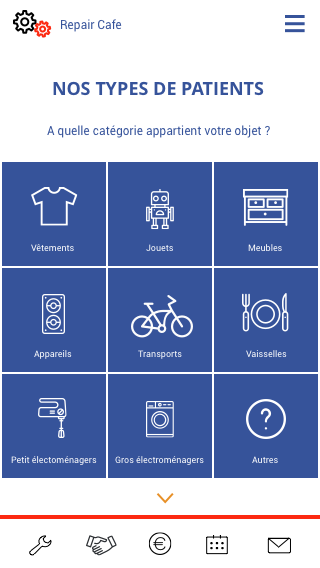 Repair Cafe
NOS TYPES DE PATIENTS
A quelle catégorie appartient votre objet ?
Vêtements
Jouets
Meubles
Appareils
Transports
Vaisselles
Petit électoménagers
Gros électroménagers
Autres